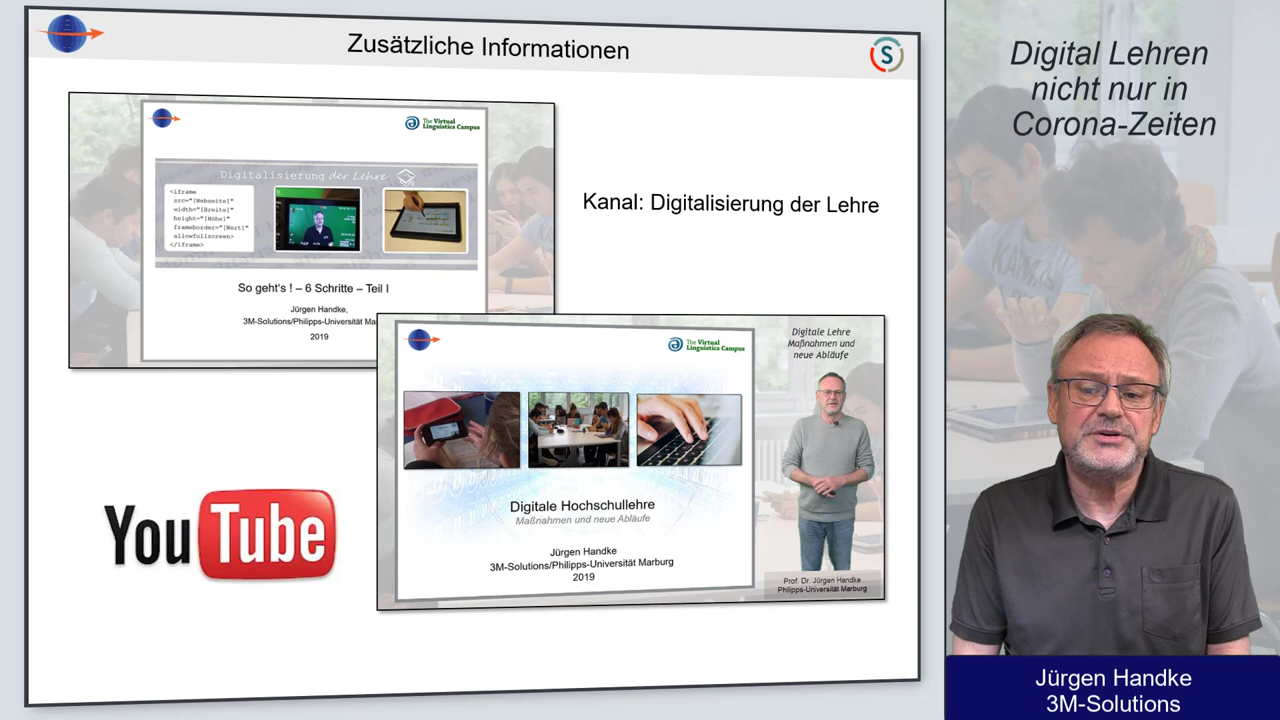 Zusätzliche Informationen
S
The Virtual
Linguistics Campus
Digitalisierung der Lehre
<iframe
src="[Webseite]"
width="[Breite]"
height="[Höhe]"
frameborder="[Wert]"
allowfullscreen>
</iframe>
So geht's ! – 6 Schritte – Teil I
Jürgen Handke,
3M-Solutions/Philipps-Universität Ma
2019
Kanal: Digitalisierung der Lehre
The Virtual
Linguistics Campus
Digitale Lehre
Maßnahmen und
neue Abläufe
Digitale Hochschullehre
Maßnahmen und neue Abläufe
Jürgen Handke
3M-Solutions/Philipps-Universität Marburg
2019
Prof. Dr. Jürgen Handke
Philipps-Universität Marburg
YouTube
Digital Lehren
nicht nur in
Corona-Zeiten
Jürgen Handke
3M-Solutions